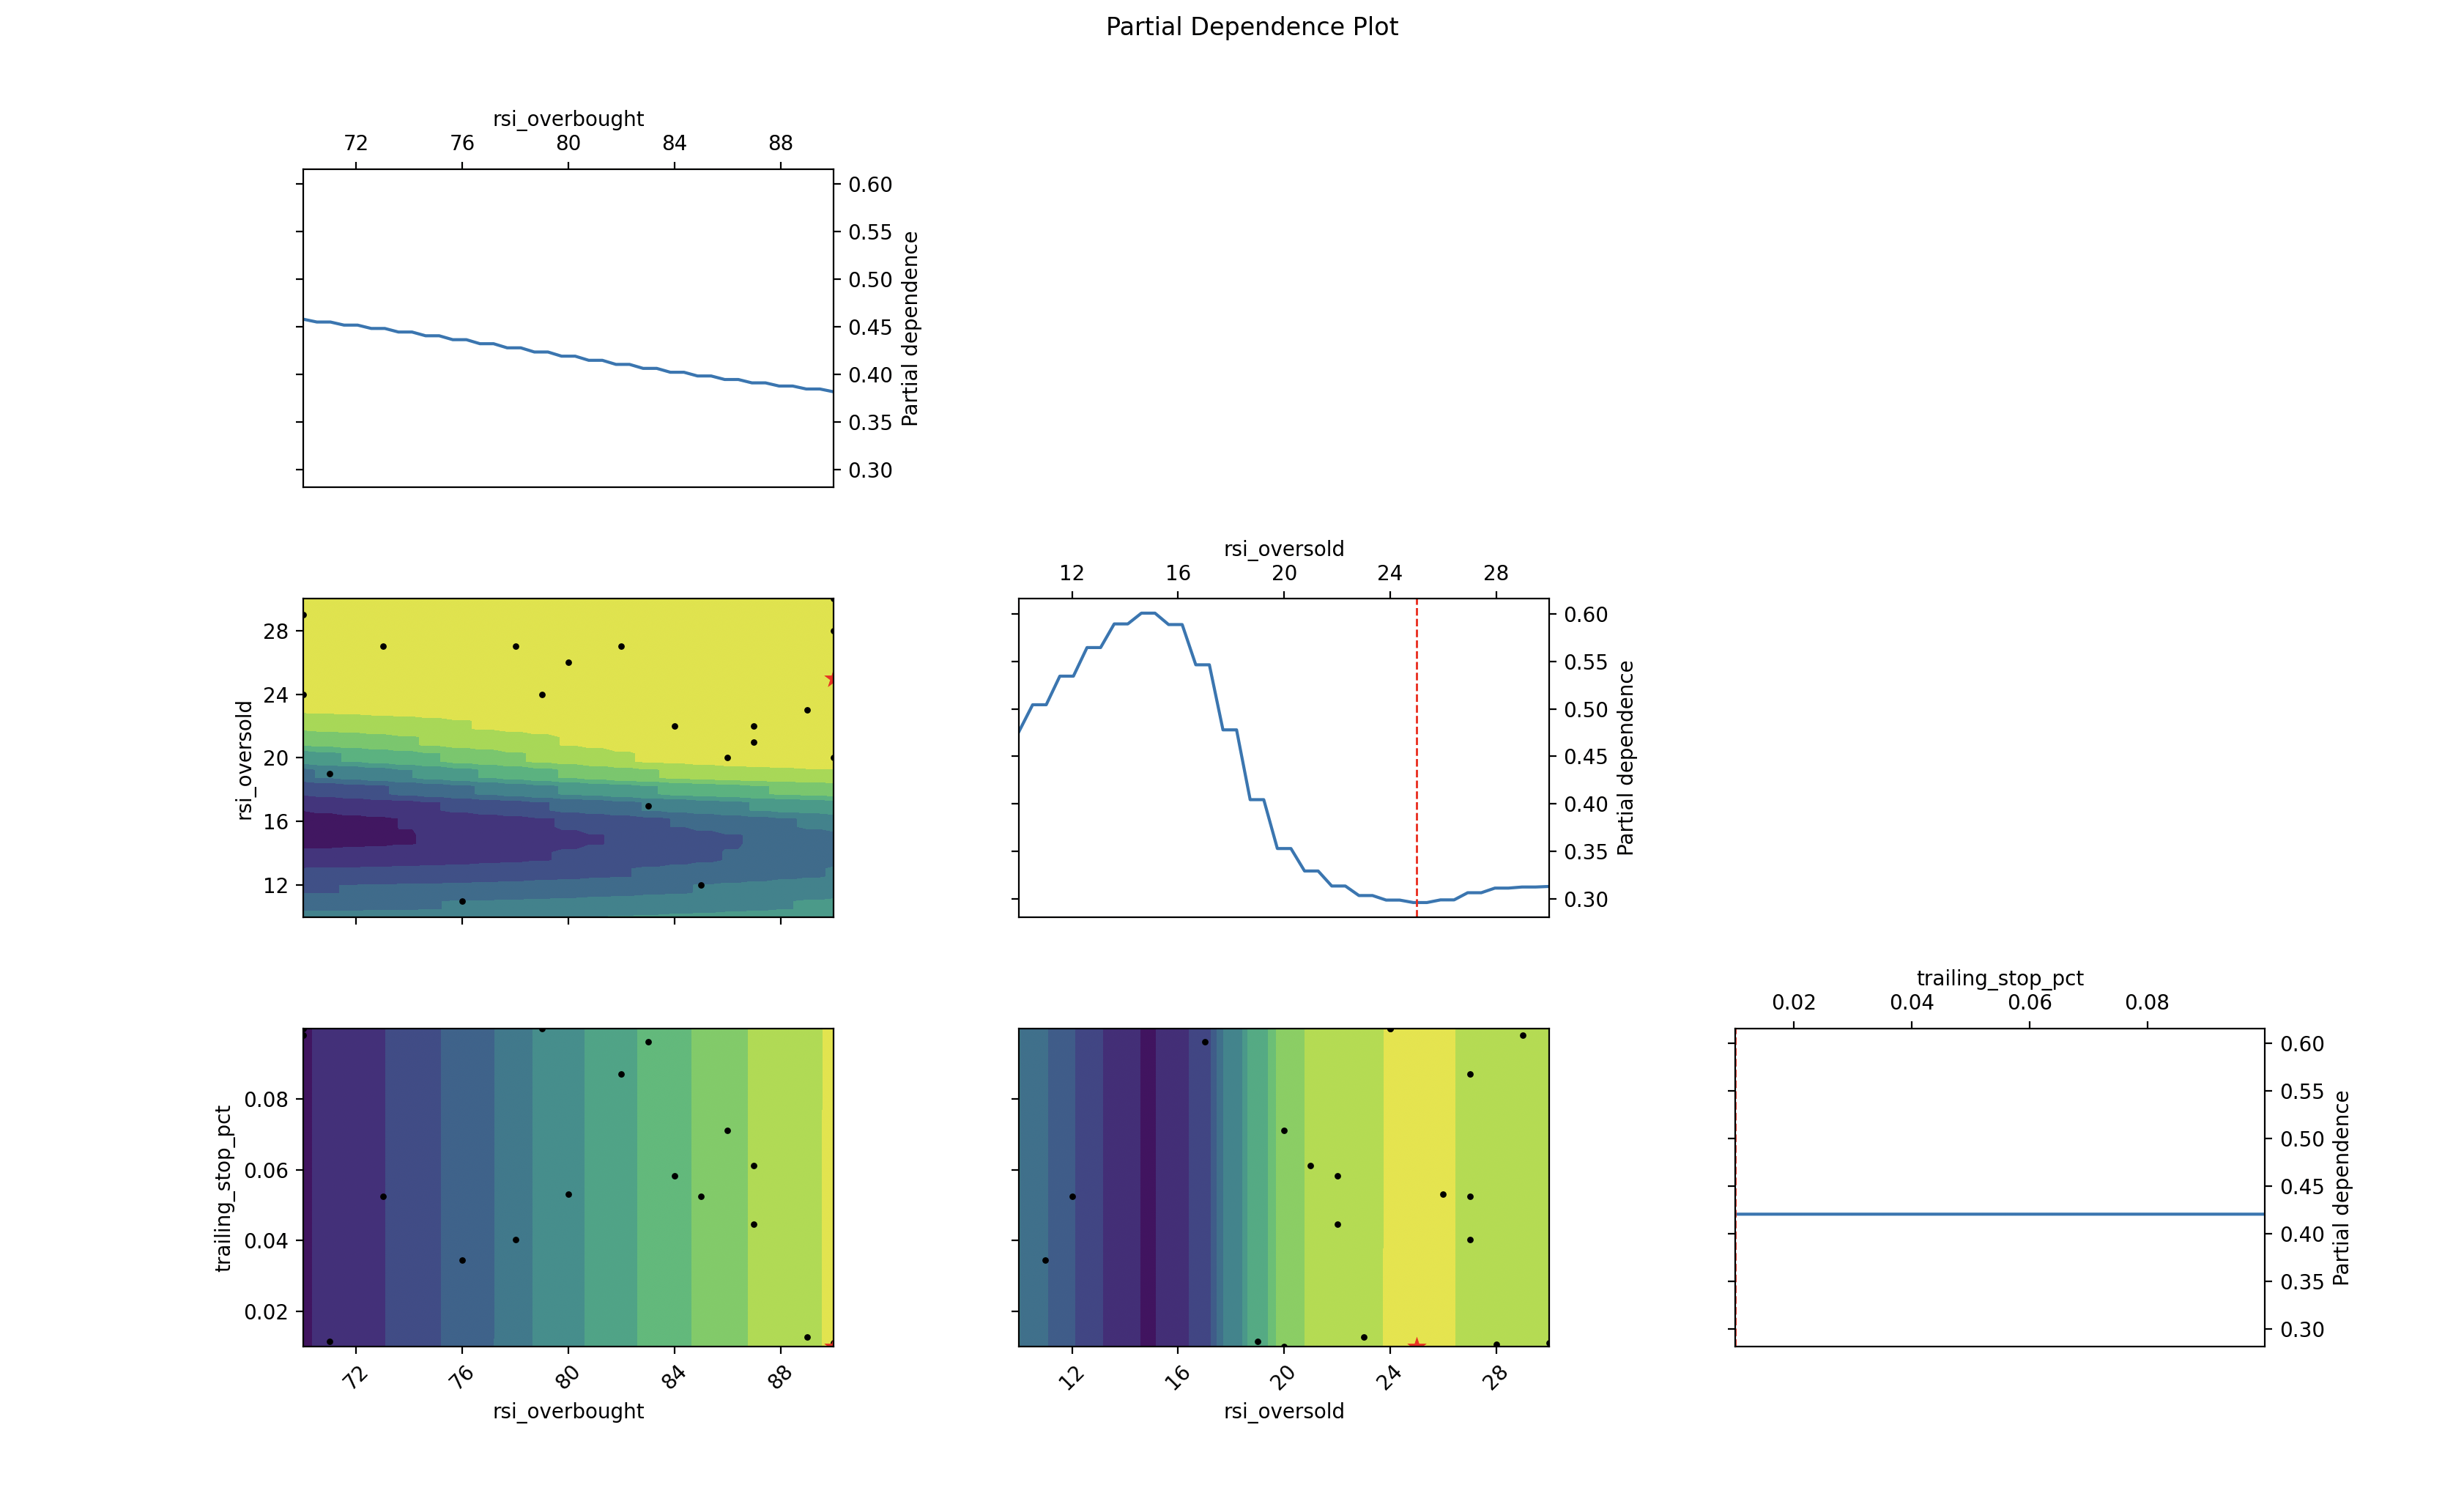 Partial Dependence Plot
rsi_overbought
72 76 80 84 88
0.60
0.55
0.50
0.45
0.40
0.35
0.30
Partial dependence
rsi_oversold
28
24
20
16
12
rsi_oversold
12 16 20 24 28
0.60
0.55
0.50
0.45
0.40
0.35
0.30
Partial dependence
trailing_stop_pct
0.08
0.06
0.04
0.02
72 76 80 84 88
rsi_overbought
12 16 20 24 28
rsi_oversold
trailing_stop_pct
0.02 0.04 0.06 0.08
0.60
0.55
0.50
0.45
0.40
0.35
0.30
Partial dependence